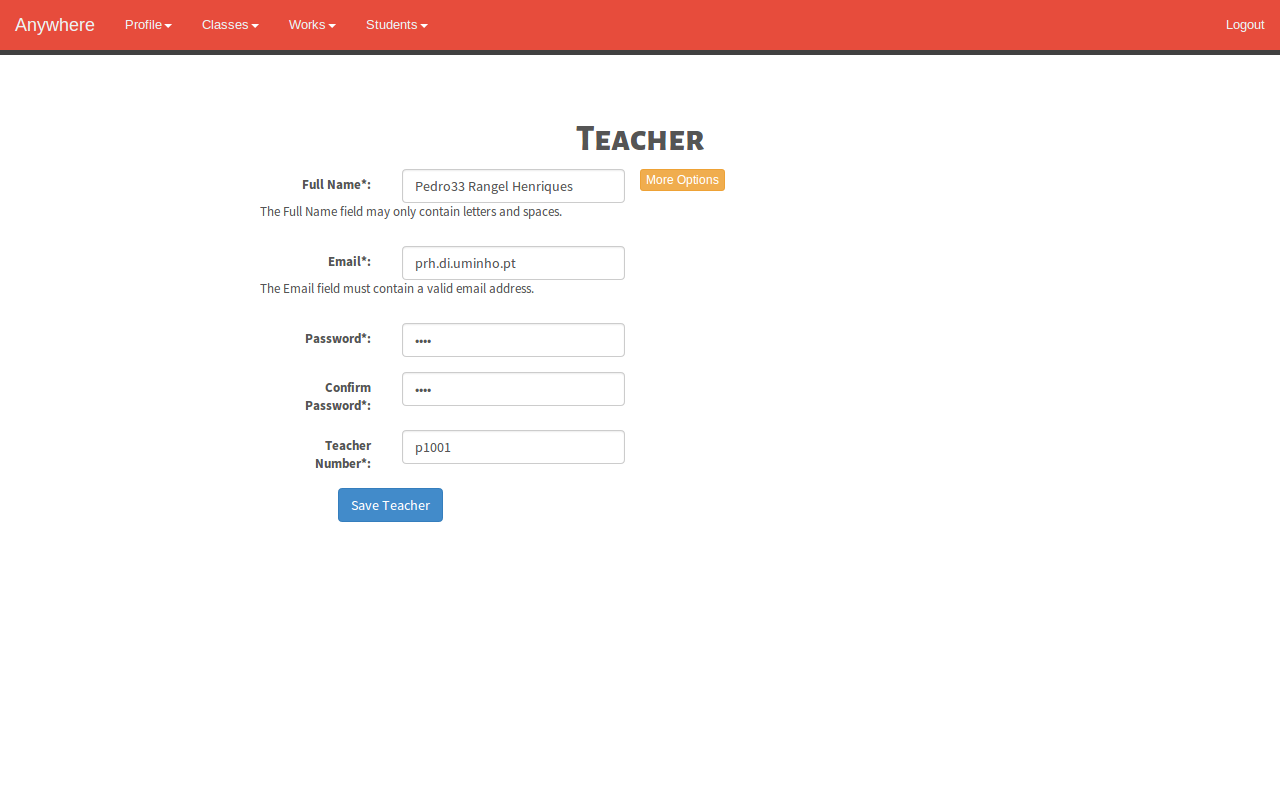 Anywhere Profile Classes Works Students Logout
Teacher
Full Name*: Pedro33 Rangel Henriques More Options
The Full Name field may only contain letters and spaces.
Email*: prh.di.uminho.pt
The Email field must contain a valid email address.
Password*: ••••
Confirm Password*: ••••
Teacher Number*: p1001
Save Teacher